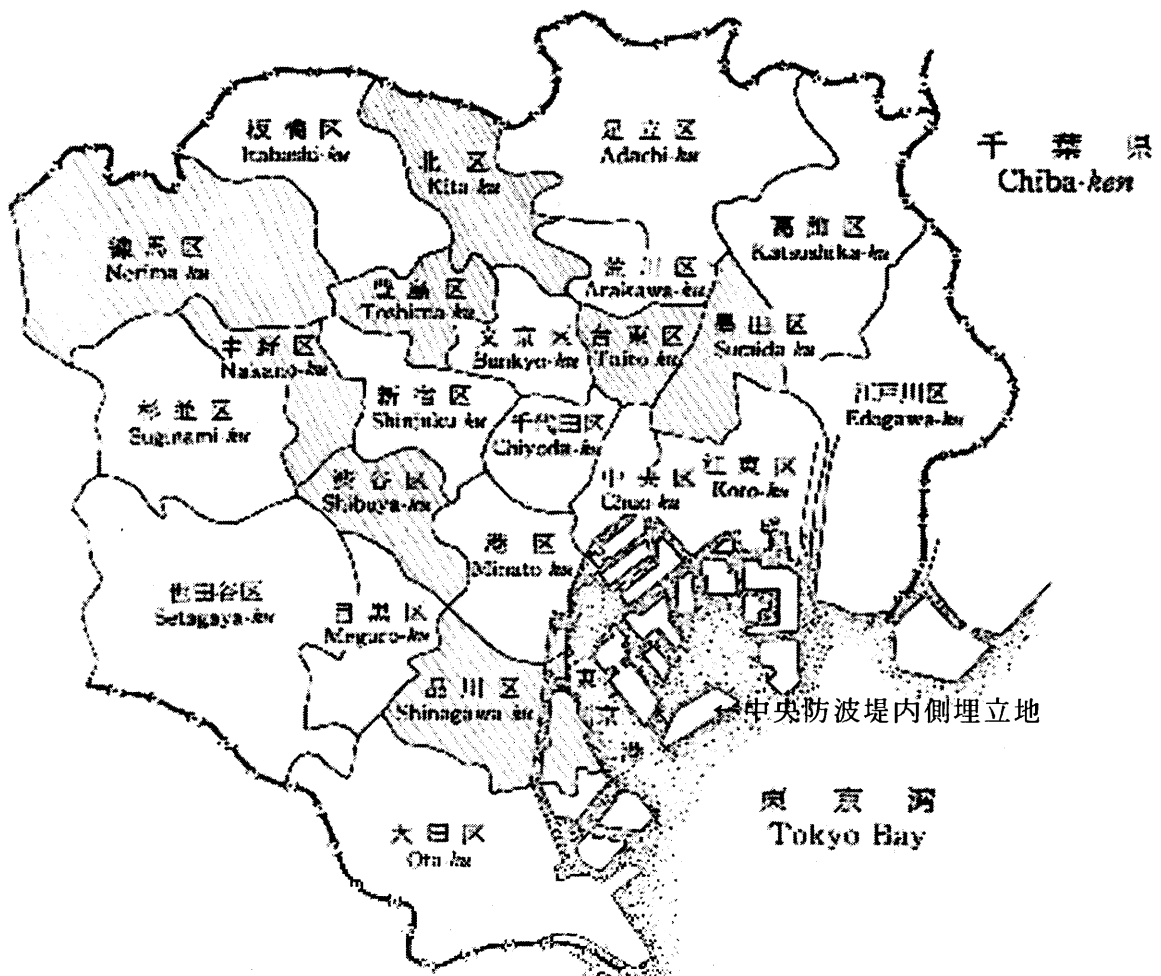 板橋区
Itabashi-ku
北区
Kita-ku
足立区
Adachi-ku
千葉県
Chiba-ken
練馬区
Nerima-ku
豊島区
Toshima-ku
荒川区
Arakawa-ku
葛飾区
Katsushika-ku
中野区
Nakano-ku
文京区
Bunkyo-ku
台東区
Taito-ku
墨田区
Sumida-ku
杉並区
Suginami-ku
新宿区
Shinjuku-ku
千代田区
Chiyoda-ku
江戸川区
Edogawa-ku
渋谷区
Shibuya-ku
中央区
Chuo-ku
江東区
Koto-ku
港区
Minato-ku
世田谷区
Setagaya-ku
目黒区
Meguro-ku
品川区
Shinagawa-ku
東京港
←中央防波堤内側埋立地
大田区
Ota-ku
東京湾
Tokyo Bay